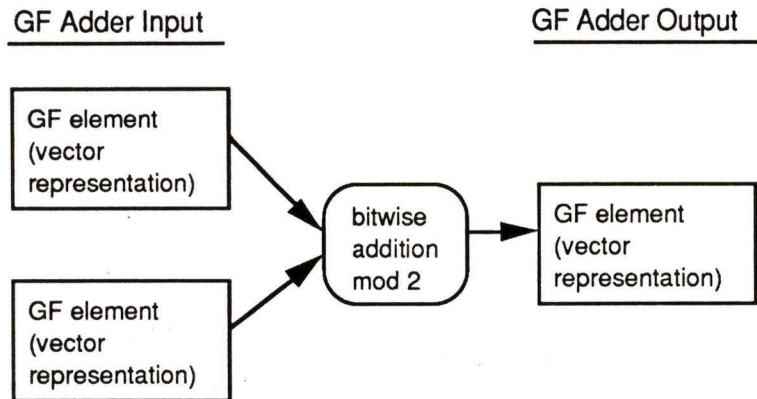 GF Adder Input
GF Adder Output
GF element
(vector
representation)
bitwise
addition
mod 2
GF element
(vector
representation)
GF element
(vector
representation)